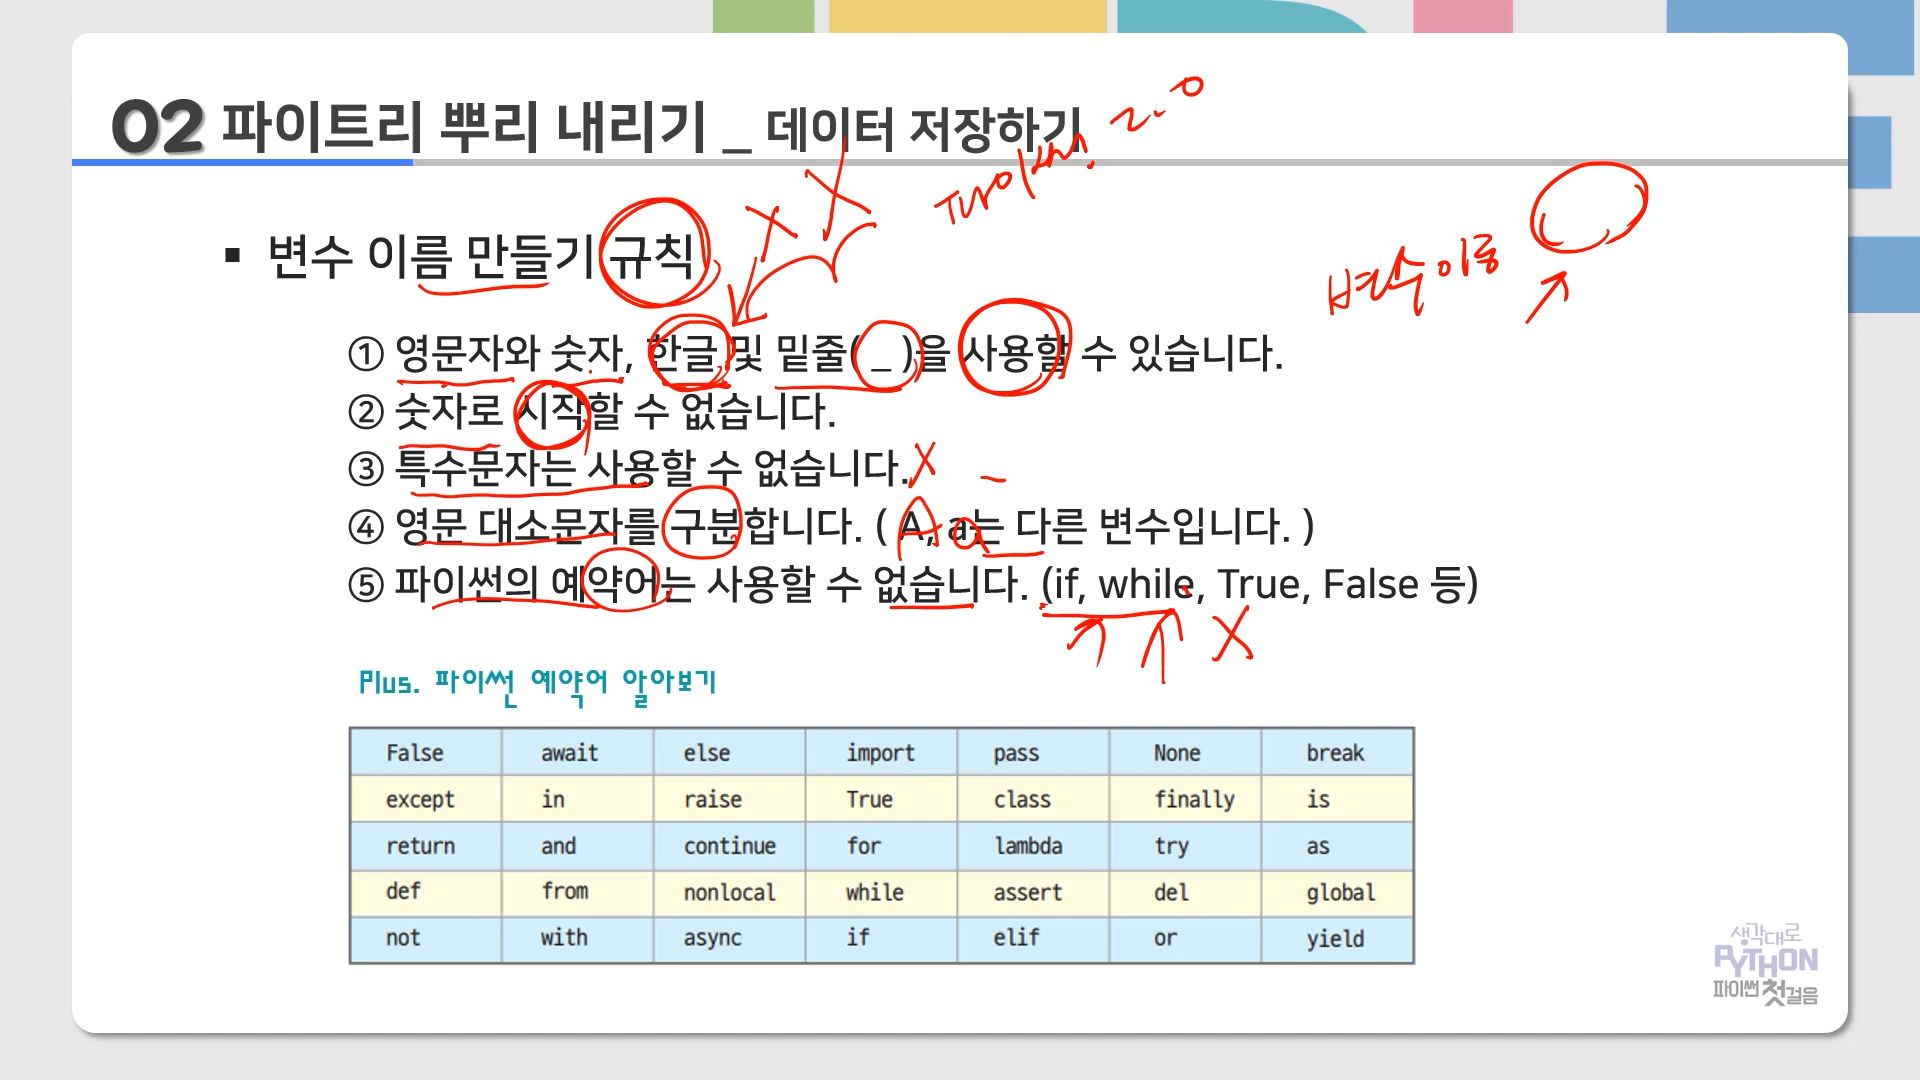 02 파이트리 뿌리 내리기 _ 데이터 저장하기
2.0
▪ 변수 이름 만들기 규칙
X X
변수이름
① 영문자와 숫자, 한글 및 밑줄( _ )을 사용할 수 있습니다.
② 숫자로 시작할 수 없습니다.
③ 특수문자는 사용할 수 없습니다. X
④ 영문 대소문자를 구분합니다. ( A, a는 다른 변수입니다. )
⑤ 파이썬의 예약어는 사용할 수 없습니다. (if, while, True, False 등)
X
Plus. 파이썬 예약어 알아보기
False await else import pass None break
except in raise True class finally is
return and continue for lambda try as
def from nonlocal while assert del global
not with async if elif or yield
생각대로
PYTHON
파이썬 첫걸음